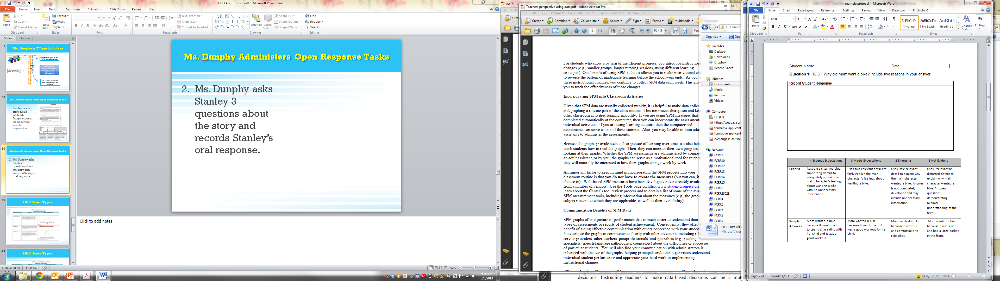 3-10 FAIR-CC first draft - Microsoft PowerPoint
File Home Insert Design Transitions Animations Slide Show Review View
Cut
Copy
Format Painter
Paste
Clipboard
New
Slide
Layout
Reset
Section
Slides
28
Font
Text Direction
Align Text
Convert to SmartArt
Paragraph
Arrange
Quick
Styles
Shape Fill
Shape Outline
Shape Effects
Drawing
Find
Replace
Select
Editing
Slides Outline
37
Ms. Dunphy's 2nd period class
38
Ms. Dunphy Administers Open Response Tasks
1. Stanley reads
story aloud
while Ms.
Dunphy scores
for accuracy,
rate, &
expression
39
Ms. Dunphy Administers Open Response Tasks
2. Ms. Dunphy asks
Stanley 3
questions about
the story and
records Stanley's
oral response.
40
FAIR Score Types
41
FAIR Score Types
Ms. Dunphy Administers Open Response Tasks
2. Ms. Dunphy asks
Stanley 3
questions about
the story and
records Stanley's
oral response.
Click to add notes
Slide 39 of 46 "FAIR-CC"
92%
9:30 AM
3/5/2013
Teachers perspective using data.pdf - Adobe Acrobat Pro
File Edit View Document Comments Forms Tools Advanced Window Help
Create Combine Collaborate Secure Sign Forms Multimedia
2 / 3 86.4% Find
For students who show a pattern of insufficient progress, you introduce instruction
changes (e.g., smaller groups, longer tutoring sessions, using different learning
strategies). One benefit of using SPM is that it allows you to make instructional ch
to reverse the pattern of inadequate learning before the school-year ends. As you
these instructional changes, you continue to collect SPM data each week. This ena
you to track the effectiveness of those changes.
Incorporating SPM into Classroom Activities
Given that SPM data are usually collected weekly, it is helpful to make data collec
and graphing a routine part of the class routine. This minimizes disruption and ke
other classroom activities running smoothly. If you are using SPM measures that
completed automatically at the computer, then you can incorporate the assessment
individual activities. If you are using learning stations, then the computerized
assessments can serve as one of these stations. Also, you may be able to train adu
assistants to administer the assessments.
Because the graphs provide such a clear picture of learning over time, it's also hel
teach students how to read the graphs. Then, they can monitor their own progress
looking at their graphs. Whether the SPM assessments are administered by compu
an adult assistant, or by you, the graphs can serve as a motivational tool for studen
they will naturally be interested in how their graphs change week by week.
An important factor to keep in mind in incorporating the SPM process into your
classroom routine is that you do not have to create the measures (but you can, if
choose to). Web-based SPM measures have been developed and are readily availa
from a number of vendors. Use the Tools page on http://www.studentprogress.org
learn about the Center's tool review process and to obtain a list of some of the ava
SPM measurement tools, including information about the measures (e.g., the grad
subject matters to which they are applicable, as well as their availability).
Communication Benefits of SPM Data
SPM graphs offer a picture of performance that is much easier to understand than
types of assessments or reports of student achievement. Consequently, they offer
benefit of aiding effective communication with others concerned with your studen
You can use the graphs to communicate clearly with other educators, including rel
service providers, other teachers, paraprofessionals, and specialists (e.g., reading
specialists, speech-language pathologists, counselors) about the difficulties or successes
of particular students. You will also find your communication with administrators is
enhanced with the use of the graphs, helping principals and other supervisors understand
individual student performance and appreciate your hard work in implementing
instructional changes.
decisions. Instructing teachers to make data-based decisions can be a mul
Libraries
Organize Open
Favorites
Desktop
Downloads
Dropbox
Recent Places
Libraries
Documents
Music
Pictures
Videos
Computer
OS (C:)
https://webdav.sos
formative applicant
formative applicant
exchange (\\fcrr.ne
Network
FCRR1
FCRR10
FCRR12
FCRR13
FCRR14
FCRR15
FCRR2
FCRR3302E
FCRR4
FCRR6
FCRR7
FCRR8
FCRR9
examiner dire
Microsoft Wor
example protocol - Microsoft Word
File Home Insert Page Layout References Mailings Review View Developer EndNote X5
Paste
Clipboard
Arial 11
Font
Paragraph
AaBbCcDc AaBbCcDc AaBbC
Normal No Spaci... Heading 1
Change
Styles
Styles
Editing
Student Name Date
Question 1: RL.3.1 Why did mom want a bike? Include two reasons in your answer.
Record Student Response
4 Exceeds Expectations 3 Meets Expectations 2 Emerging 1 Not Evident
Criteria
Response cites two clear
supporting details to
adequately explain the
main character's feelings
about wanting a bike,
with no unnecessary
information.
Uses two relevant details to
fairly explain the main
character's feelings about
wanting a bike.
Uses little relevant
detail to explain why
the main character
wanted a bike. Answer
is not completely
developed and may
include unnecessary
information.
Uses irrelevant or
distorted details to
explain why main
character wanted a
bike. Answers
question
demonstrating
minimal
understanding of the
text.
Sample
Answers
Mom wanted a bike
because it would be fun
to spend time riding with
her child and it was a
good workout.
Mom wanted a bike
because it was fun and it
was a good workout for her
child.
Mom wanted a bike
because it was fun
and comfortable to
ride bikes.
Mom wanted a bike
because it was silver
and had a large basket
in the front.
Page: 2 of 6 Words: 1,563
100%